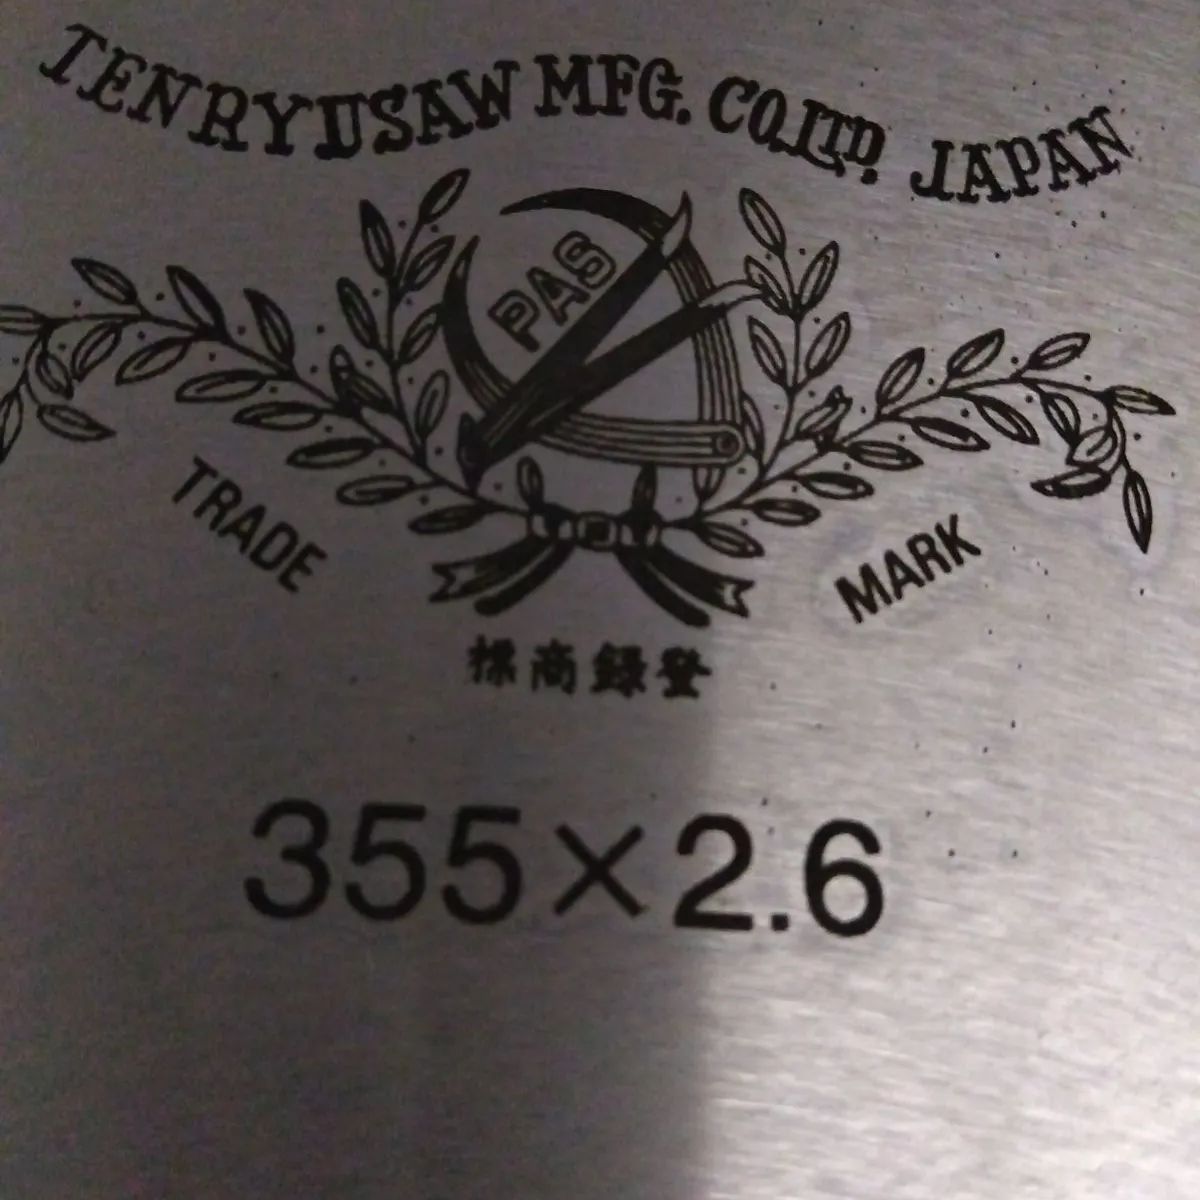 TENRYUSAW MFG. CO.LTD. JAPAN
PAS
TRADE MARK
標商録登
355×2.6